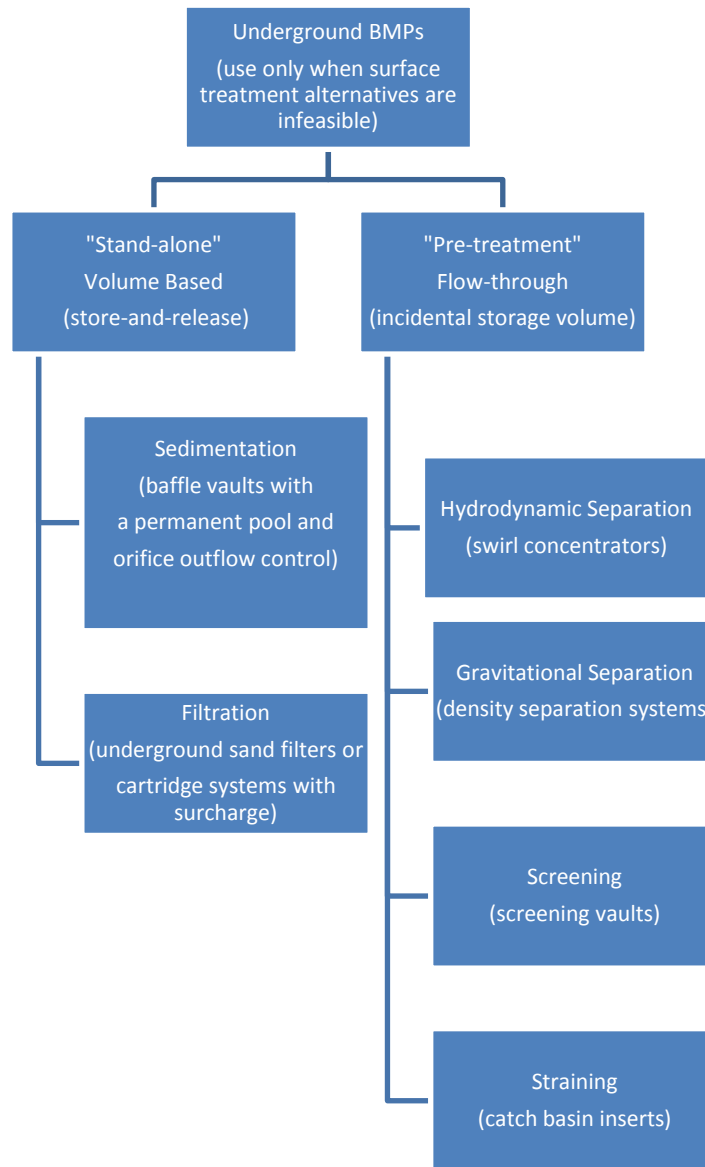 Underground BMPs
(use only when surface
treatment alternatives are
infeasible)
"Stand-alone"
Volume Based
(store-and-release)
"Pre-treatment"
Flow-through
(incidental storage volume)
Sedimentation
(baffle vaults with
a permanent pool and
orifice outflow control)
Filtration
(underground sand filters or
cartridge systems with
surcharge)
Hydrodynamic Separation
(swirl concentrators)
Gravitational Separation
(density separation systems
Screening
(screening vaults)
Straining
(catch basin inserts)